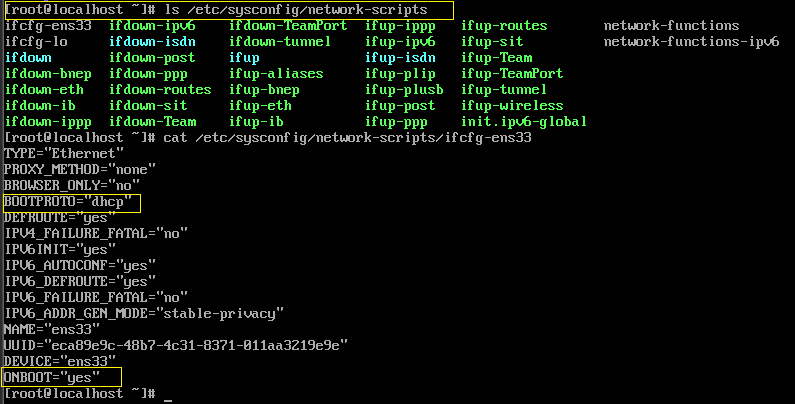 [root@localhost ~]# ls /etc/sysconfig/network-scripts
ifcfg-ens33  ifdown-ipv6    ifdown-TeamPort  ifup-ippp   ifup-routes       network-functions
ifcfg-lo     ifdown-isdn    ifdown-tunnel    ifup-ipv6   ifup-sit          network-functions-ipv6
ifdown       ifdown-post    ifup             ifup-isdn   ifup-Team
ifdown-bnep  ifdown-ppp     ifup-aliases     ifup-plip   ifup-TeamPort
ifdown-eth   ifdown-routes  ifup-bnep        ifup-plusb  ifup-tunnel
ifdown-ib    ifdown-sit     ifup-eth         ifup-post   ifup-wireless
ifdown-ippp  ifdown-Team    ifup-ib          ifup-ppp    init.ipv6-global
[root@localhost ~]# cat /etc/sysconfig/network-scripts/ifcfg-ens33
TYPE="Ethernet"
PROXY_METHOD="none"
BROWSER_ONLY="no"
BOOTPROTO="dhcp"
DEFROUTE="yes"
IPV4_FAILURE_FATAL="no"
IPV6INIT="yes"
IPV6_AUTOCONF="yes"
IPV6_DEFROUTE="yes"
IPV6_FAILURE_FATAL="no"
IPV6_ADDR_GEN_MODE="stable-privacy"
NAME="ens33"
UUID="eca89e9c-48b7-4c31-8371-011aa3219e9e"
DEVICE="ens33"
ONBOOT="yes"
[root@localhost ~]# _